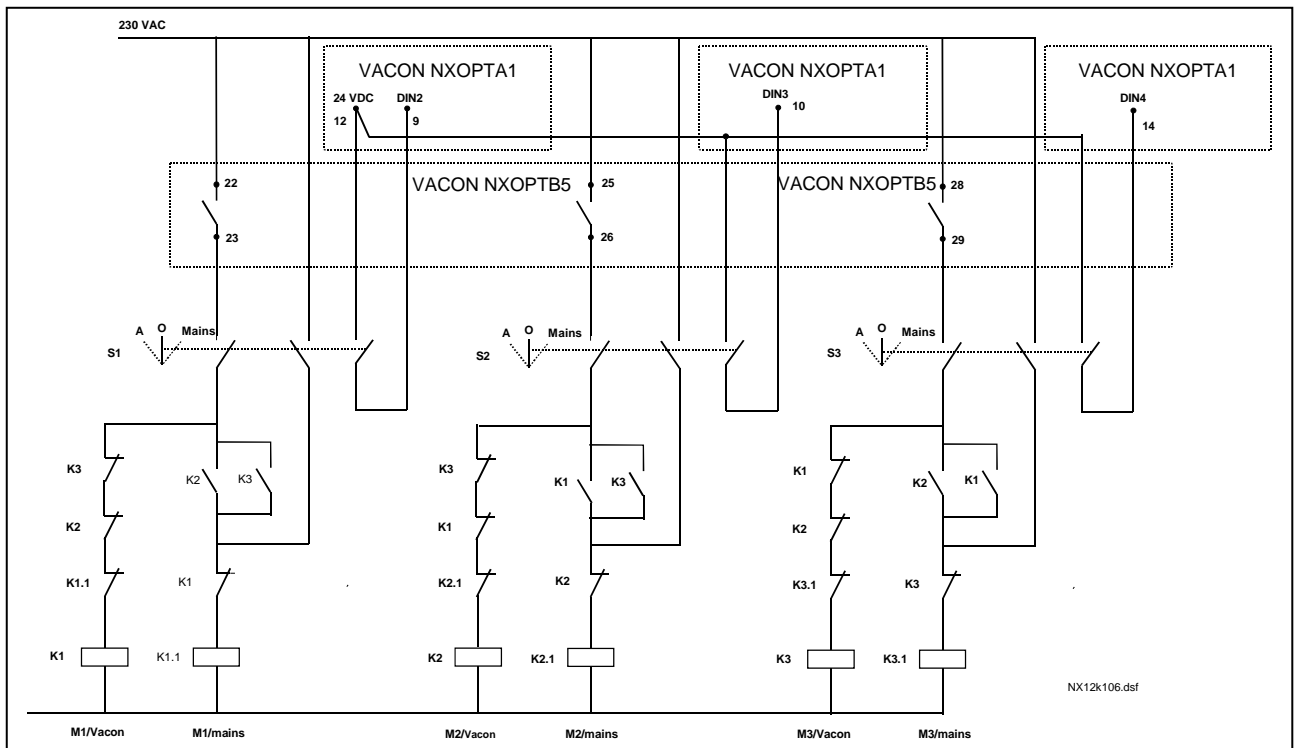 230 VAC
VACON NXOPTA1
VACON NXOPTA1
VACON NXOPTA1
24 VDC
DIN2
DIN3
DIN4
12
9
10
14
VACON NXOPTB5
VACON NXOPTB5
22
25
28
23
26
29
A O Mains
A O Mains
A O Mains
S1
S2
S3
K3
K2
K3
K3
K1
K3
K1
K2
K1
K2
K1
K2
K1.1
K1
K2.1
K2
K3.1
K3
K1
K1.1
K2
K2.1
K3
K3.1
NX12k106.dsf
M1/Vacon
M1/mains
M2/Vacon
M2/mains
M3/Vacon
M3/mains